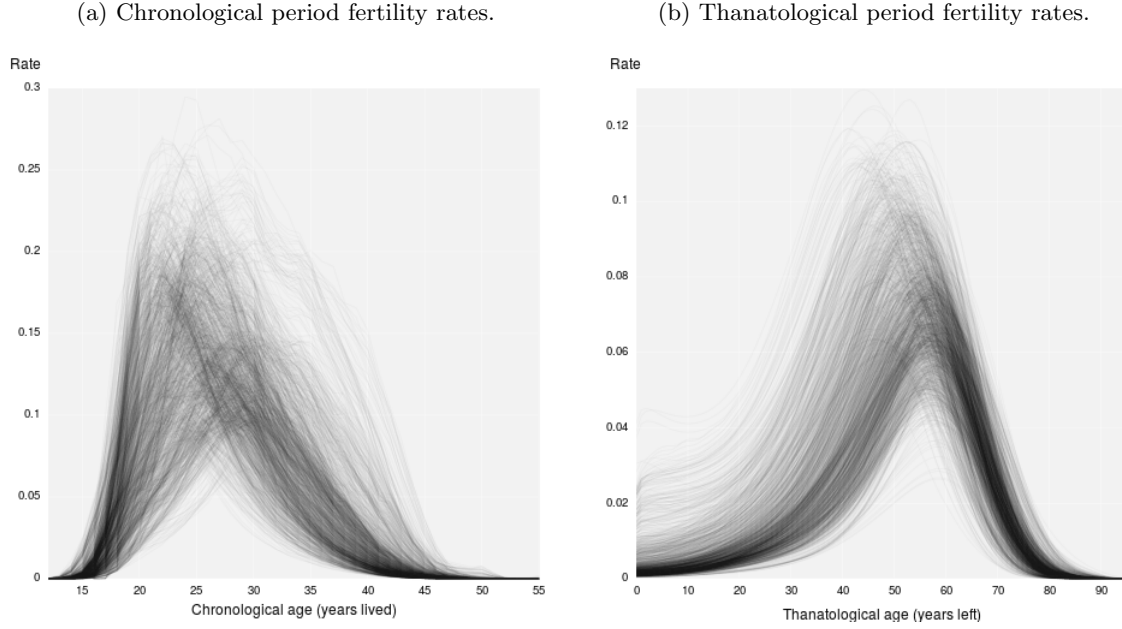 (a) Chronological period fertility rates.
Rate
0.3
0.25
0.2
0.15
0.1
0.05
0
15 20 25 30 35 40 45 50 55
Chronological age (years lived)
(b) Thanatological period fertility rates.
Rate
0.12
0.1
0.08
0.06
0.04
0.02
0
0 10 20 30 40 50 60 70 80 90
Thanatological age (years left)